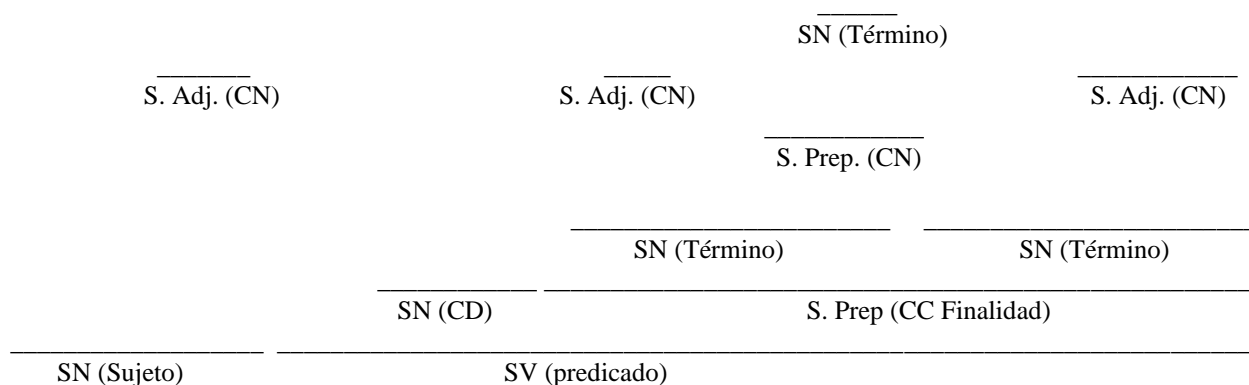 SN (Término)
S. Adj. (CN) S. Adj. (CN) S. Adj. (CN)
S. Prep. (CN)
SN (Término) SN (Término)
SN (CD) S. Prep (CC Finalidad)
SN (Sujeto) SV (predicado)